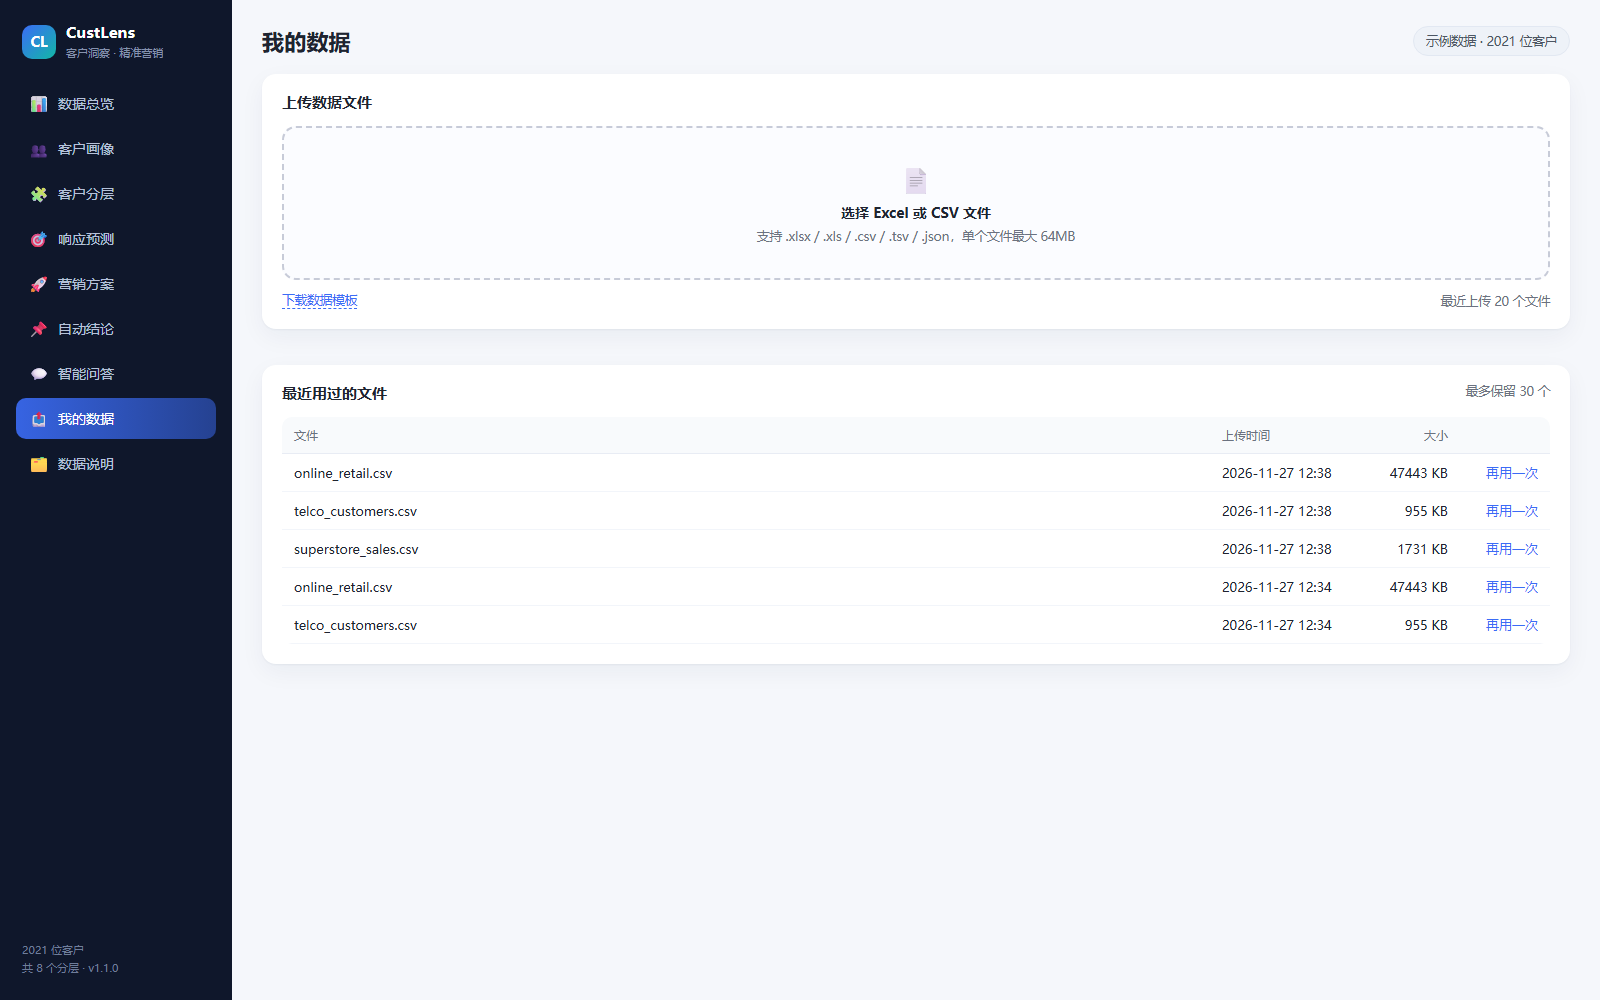 CL
CustLens
客户洞察 · 精准营销
数据总览
客户画像
客户分层
响应预测
营销方案
自动结论
智能问答
我的数据
数据说明
2021 位客户
共 8 个分层 · v1.1.0
我的数据
示例数据 · 2021 位客户
上传数据文件
选择 Excel 或 CSV 文件
支持 .xlsx / .xls / .csv / .tsv / .json，单个文件最大 64MB
下载数据模板
最近上传 20 个文件
最近用过的文件
最多保留 30 个
文件 上传时间 大小
online_retail.csv 2026-11-27 12:38 47443 KB 再用一次
telco_customers.csv 2026-11-27 12:38 955 KB 再用一次
superstore_sales.csv 2026-11-27 12:38 1731 KB 再用一次
online_retail.csv 2026-11-27 12:34 47443 KB 再用一次
telco_customers.csv 2026-11-27 12:34 955 KB 再用一次